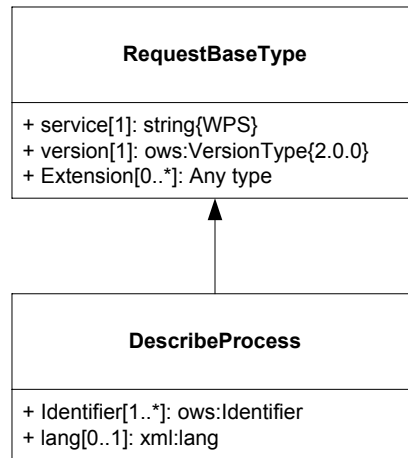 RequestBaseType
+ service[1]: string{WPS}
+ version[1]: ows:VersionType{2.0.0}
+ Extension[0..*]: Any type
DescribeProcess
+ Identifier[1..*]: ows:Identifier
+ lang[0..1]: xml:lang